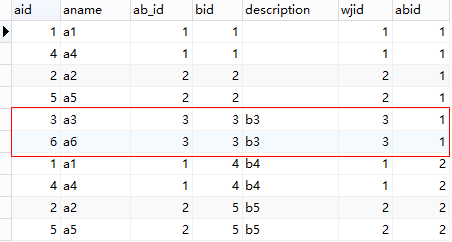 aid aname ab_id bid description wjid abid
1 a1 1 1 1 1
4 a4 1 1 1 1
2 a2 2 2 2 1
5 a5 2 2 2 1
3 a3 3 3 b3 3 1
6 a6 3 3 b3 3 1
1 a1 1 4 b4 1 2
4 a4 1 4 b4 1 2
2 a2 2 5 b5 2 2
5 a5 2 5 b5 2 2